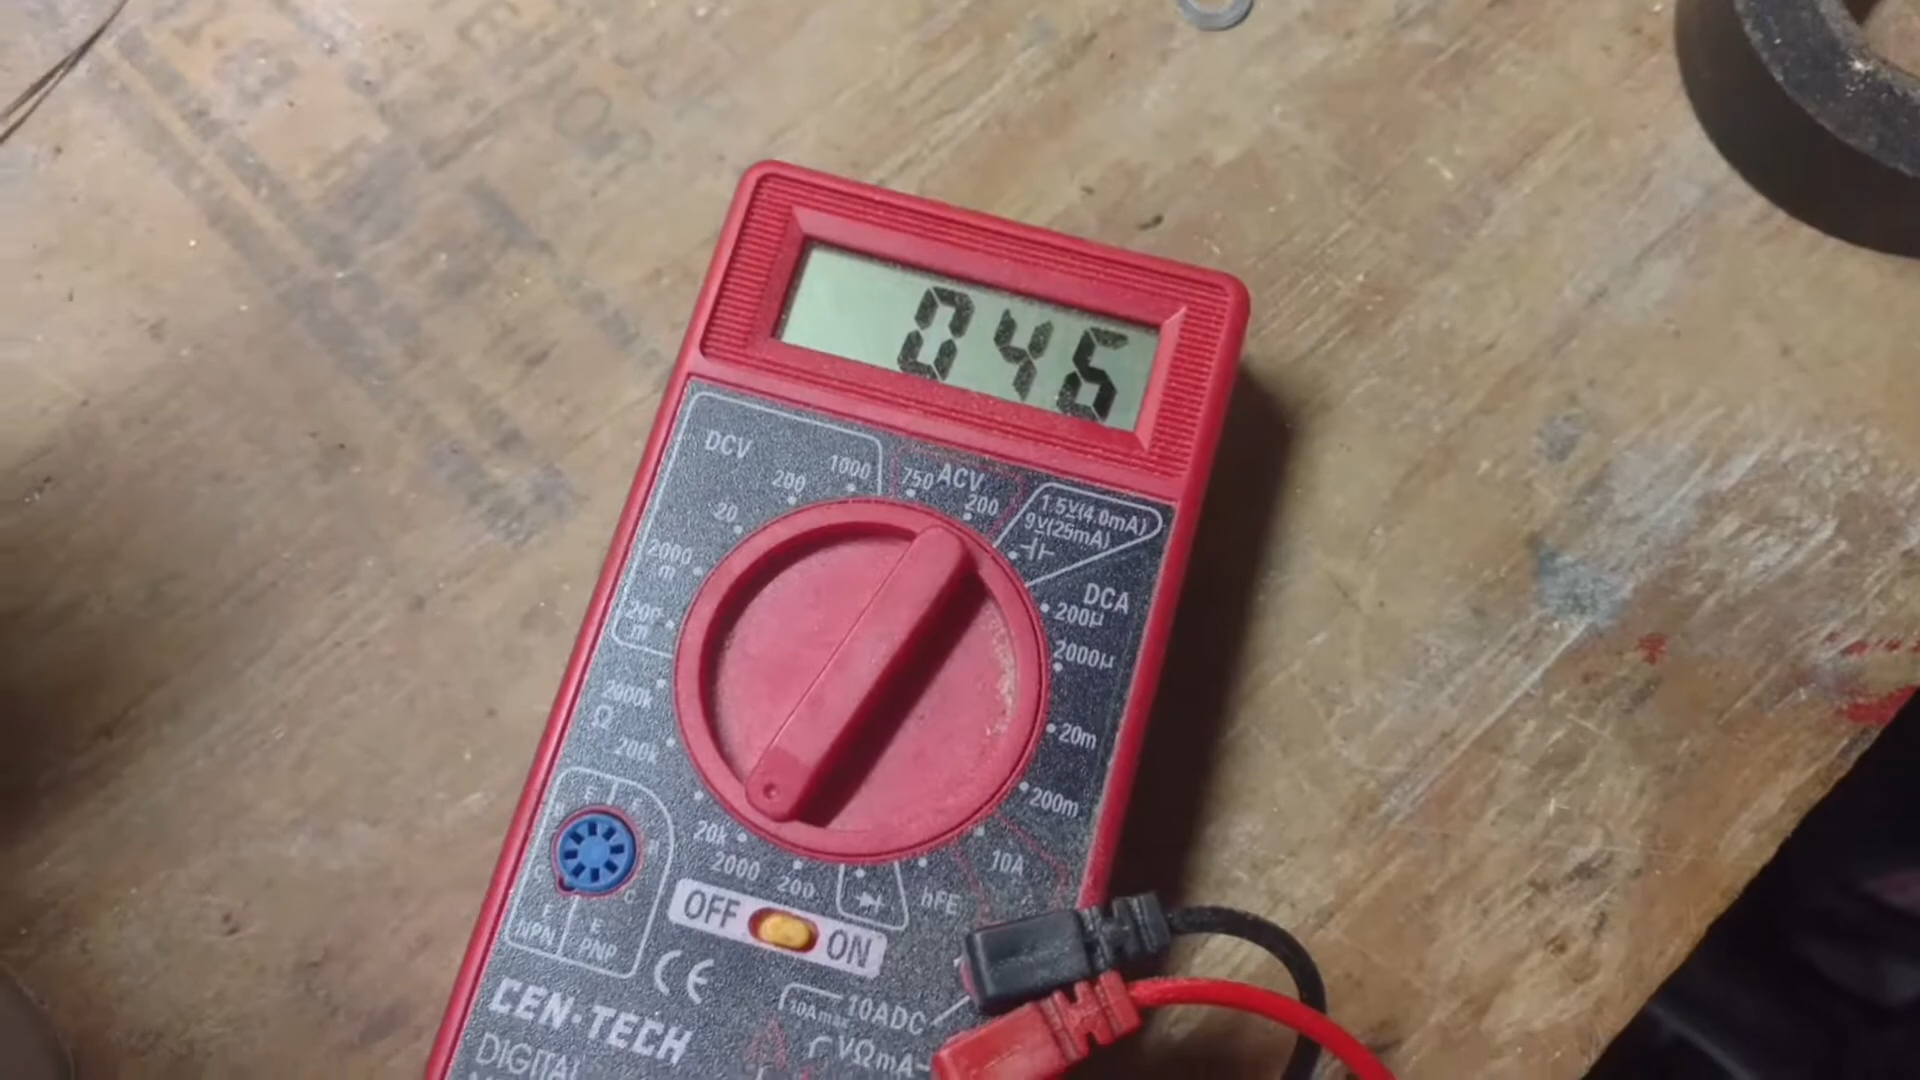 046
DCV
ACV
1000
750
200
200
20
1.5V(4.0mA)
9V(25mA)
2000
m
200
m
DCA
200μ
2000μ
20m
200m
10A
2000k
Ω
200k
20k
2000
200
hFE
OFF
ON
E
E
C
C
E
NPN
E
PNP
CE
CEN-TECH
DIGITAL
10A max
10ADC
VΩmA